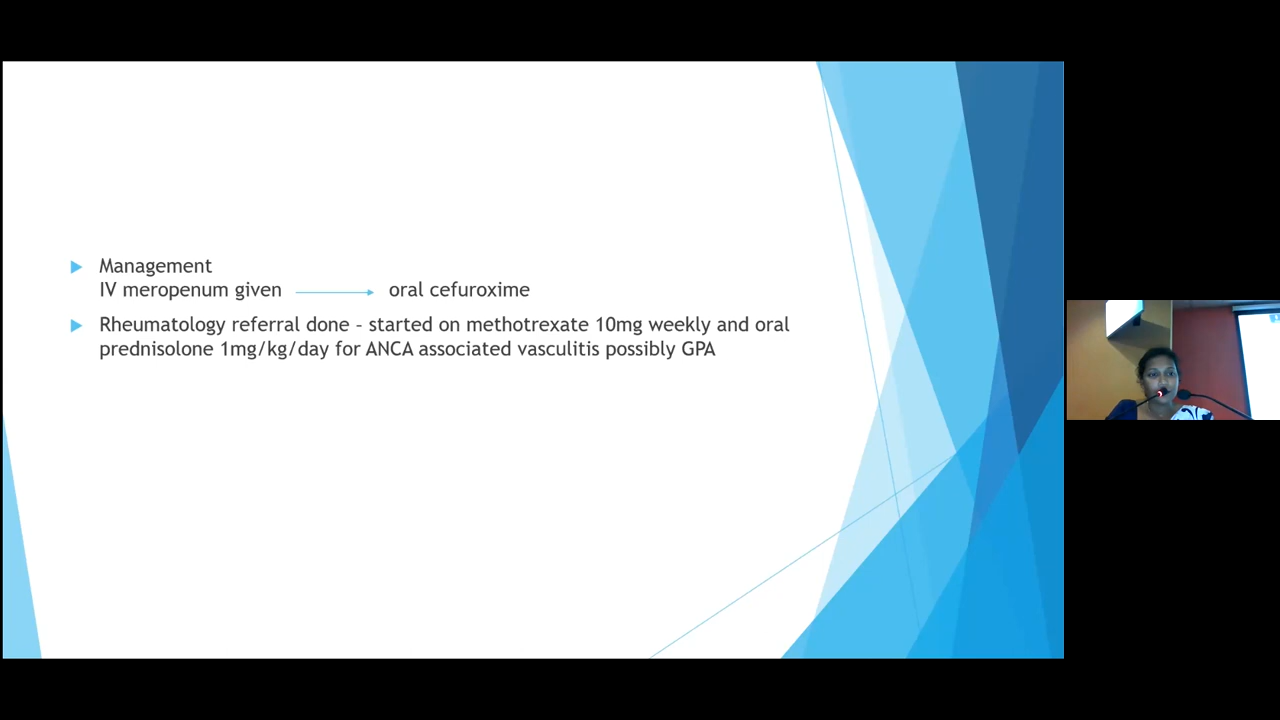 Management
IV meropenum given oral cefuroxime
Rheumatology referral done – started on methotrexate 10mg weekly and oral
prednisolone 1mg/kg/day for ANCA associated vasculitis possibly GPA